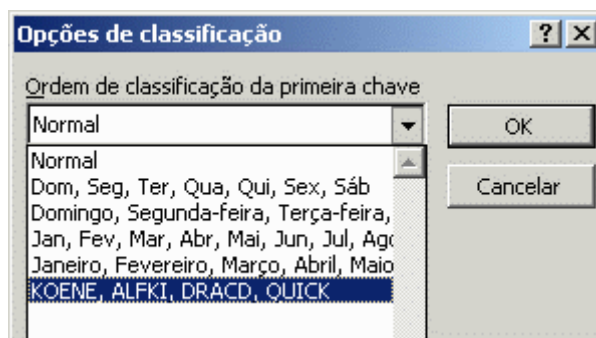 Opções de classificação
Ordem de classificação da primeira chave
Normal
OK
Normal
Dom, Seg, Ter, Qua, Qui, Sex, Sáb
Cancelar
Domingo, Segunda-feira, Terça-feira,
Jan, Fev, Mar, Abr, Mai, Jun, Jul, Ago
Janeiro, Fevereiro, Março, Abril, Maio
KOENE, ALFKI, DRACD, QUICK